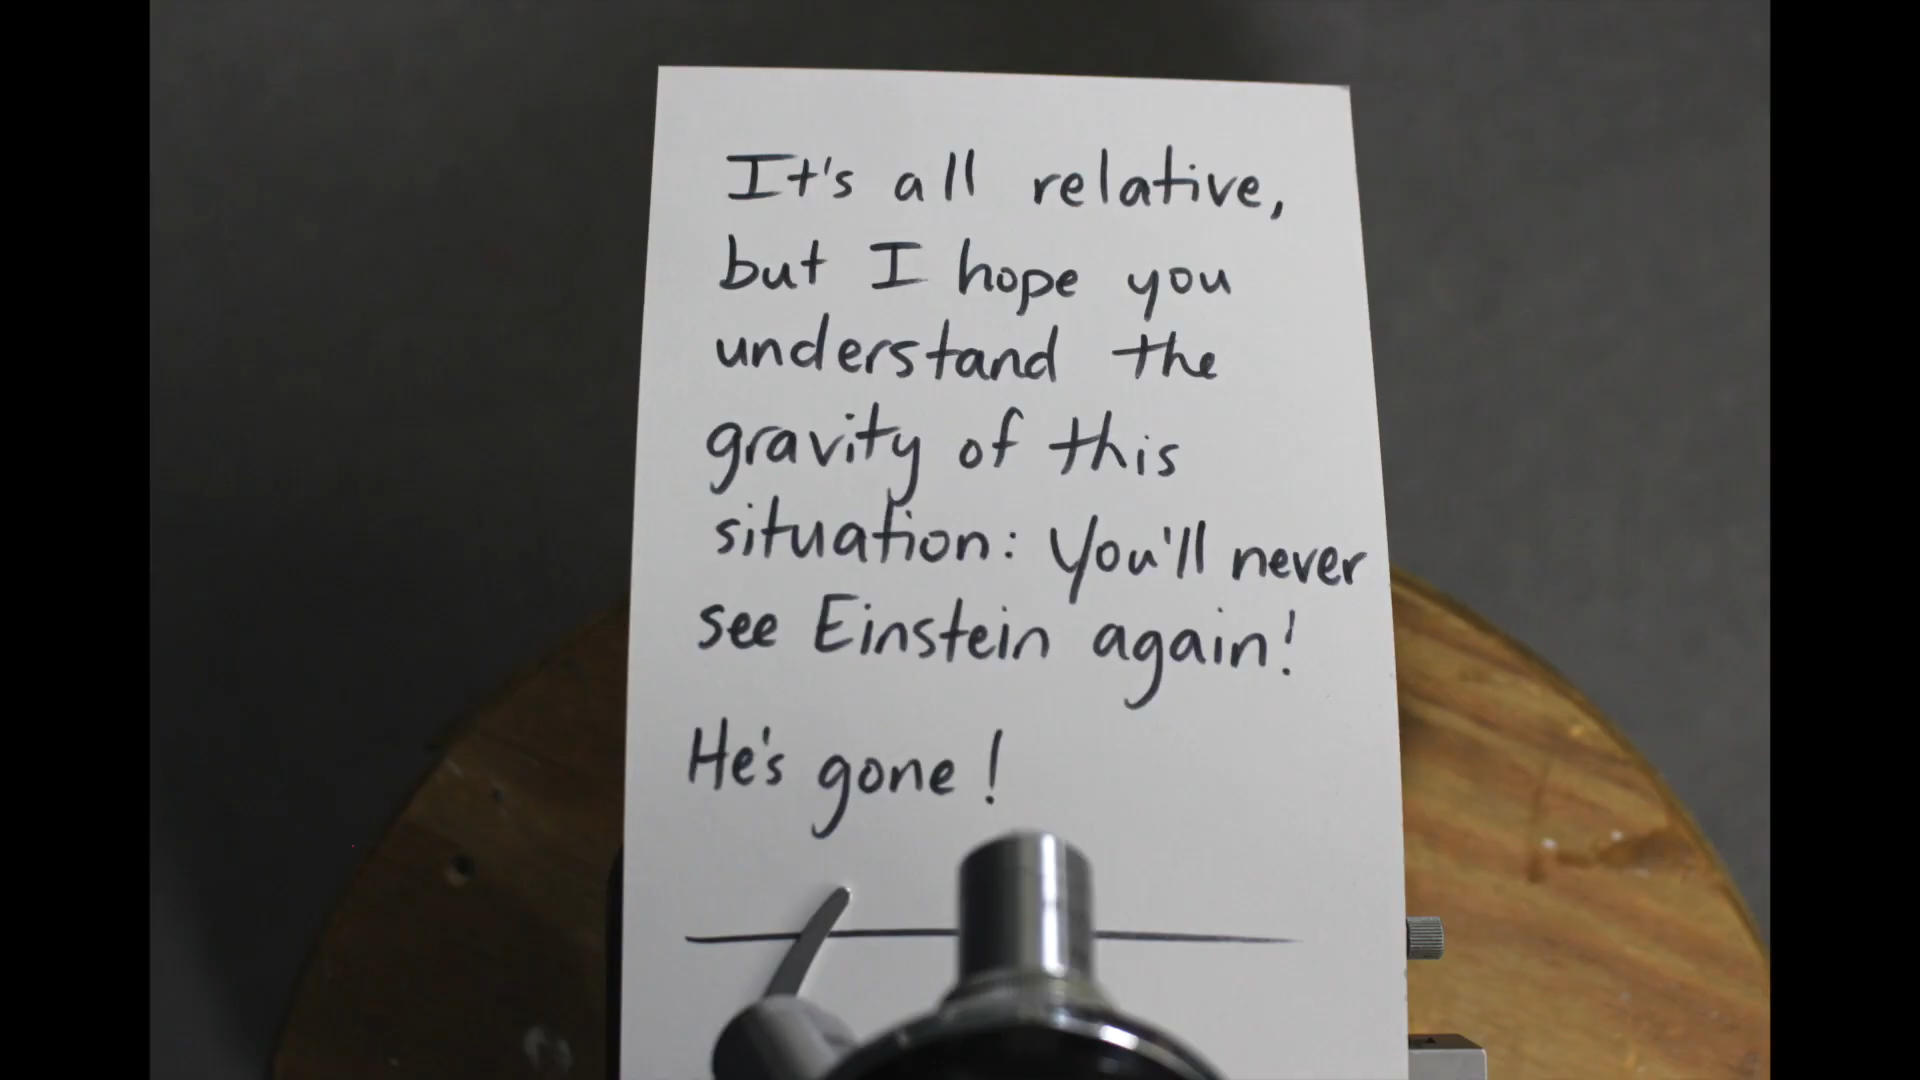 It's all relative,
but I hope you
understand the
gravity of this
situation: You'll never
see Einstein again!
He's gone!